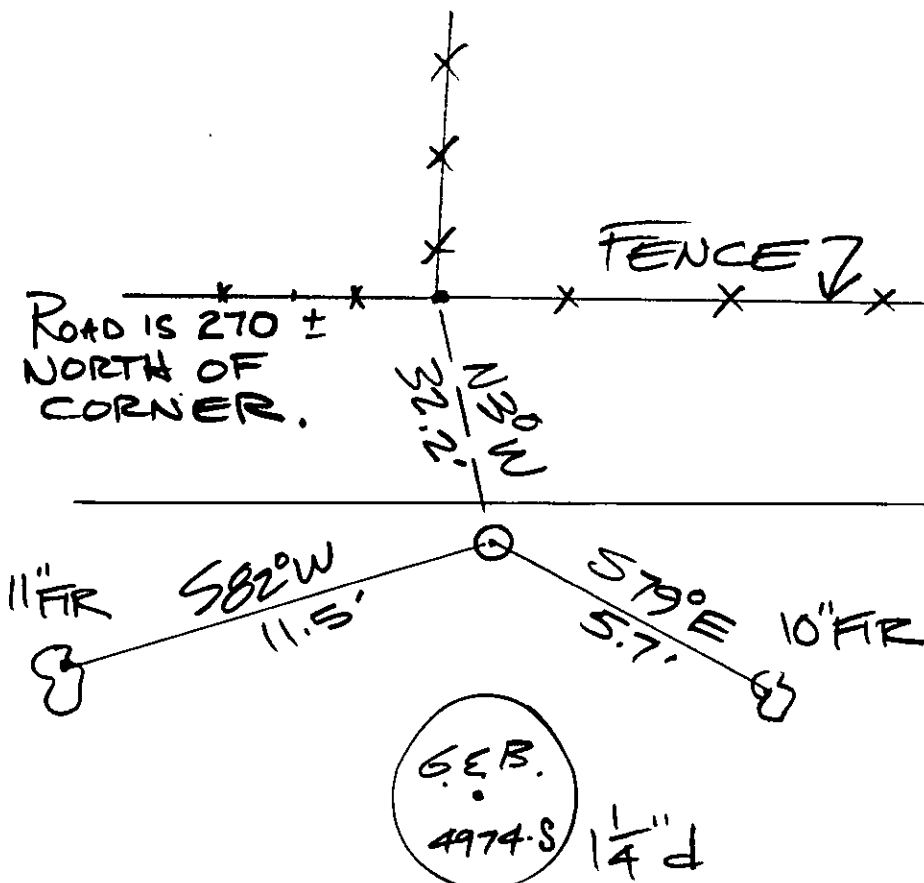 FENCE
ROAD IS 270 ±
NORTH OF
CORNER.
N3°W
32.2'
S82°W
11.5'
11" FIR
S79°E
5.7'
10" FIR
G. & B.
4974-S
1 1/4" d